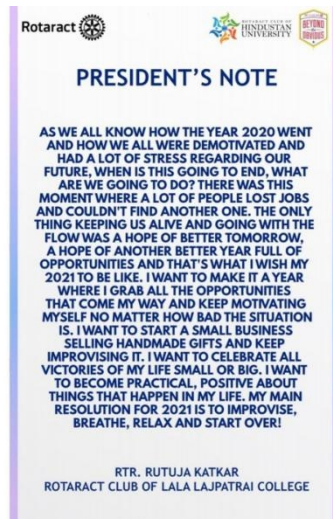 Rotaract
ROTARACT CLUB OF
HINDUSTAN
UNIVERSITY
BEYOND
the
OBVIOUS
PRESIDENT'S NOTE
AS WE ALL KNOW HOW THE YEAR 2020 WENT
AND HOW WE ALL WERE DEMOTIVATED AND
HAD A LOT OF STRESS REGARDING OUR
FUTURE, WHEN IS THIS GOING TO END, WHAT
ARE WE GOING TO DO? THERE WAS THIS
MOMENT WHERE A LOT OF PEOPLE LOST JOBS
AND COULDN'T FIND ANOTHER ONE. THE ONLY
THING KEEPING US ALIVE AND GOING WITH THE
FLOW WAS A HOPE OF BETTER TOMORROW,
A HOPE OF ANOTHER BETTER YEAR FULL OF
OPPORTUNITIES AND THAT'S WHAT I WISH MY
2021 TO BE LIKE. I WANT TO MAKE IT A YEAR
WHERE I GRAB ALL THE OPPORTUNITIES
THAT COME MY WAY AND KEEP MOTIVATING
MYSELF NO MATTER HOW BAD THE SITUATION
IS. I WANT TO START A SMALL BUSINESS
SELLING HANDMADE GIFTS AND KEEP
IMPROVISING IT. I WANT TO CELEBRATE ALL
VICTORIES OF MY LIFE SMALL OR BIG. I WANT
TO BECOME PRACTICAL, POSITIVE ABOUT
THINGS THAT HAPPEN IN MY LIFE. MY MAIN
RESOLUTION FOR 2021 IS TO IMPROVISE,
BREATHE, RELAX AND START OVER!
RTR. RUTUJA KATKAR
ROTARACT CLUB OF LALA LAJPATRAI COLLEGE